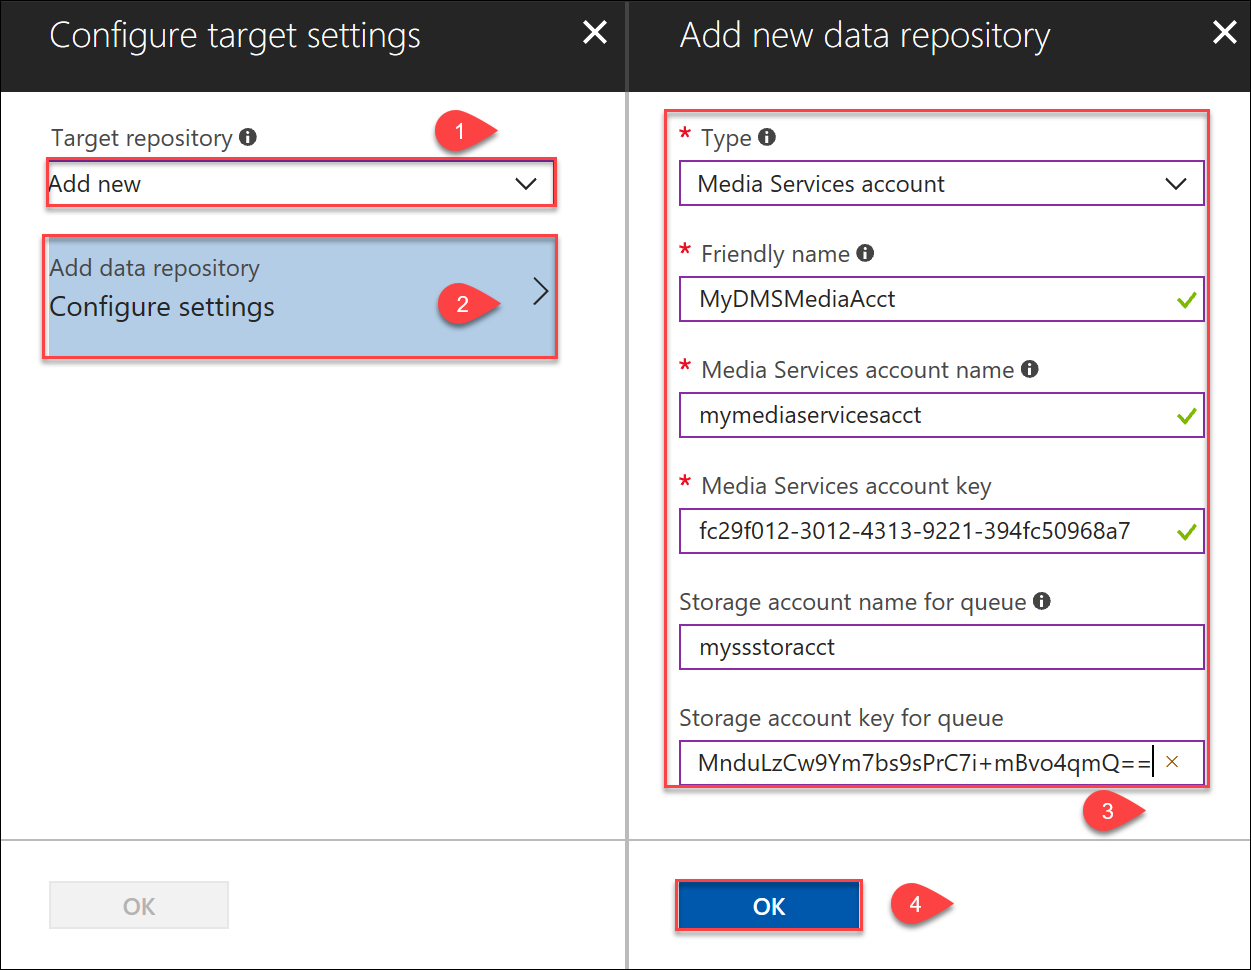 Configure target settings
Target repository
1
Add new
Add data repository
Configure settings
2
OK
Add new data repository
* Type
Media Services account
* Friendly name
MyDMSMediaAcct
* Media Services account name
mymediaservicesacct
* Media Services account key
fc29f012-3012-4313-9221-394fc50968a7
Storage account name for queue
myssstoracct
Storage account key for queue
MnduLzCw9Ym7bs9sPrC7i+mBvo4qmQ==
3
OK
4